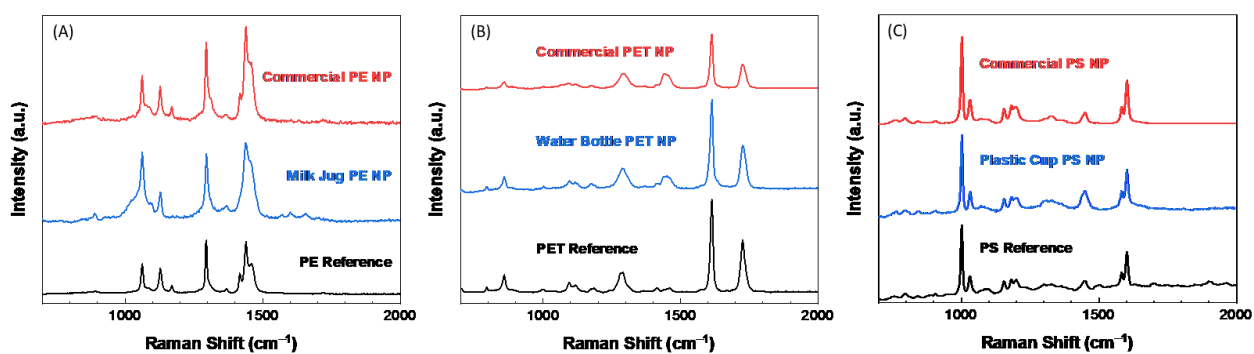 (A)
Commercial PE NP
Milk Jug PE NP
PE Reference
Intensity (a.u.)
1000 1500 2000
Raman Shift (cm⁻¹)
(B)
Commercial PET NP
Water Bottle PET NP
PET Reference
Intensity (a.u.)
1000 1500 2000
Raman Shift (cm⁻¹)
(C)
Commercial PS NP
Plastic Cup PS NP
PS Reference
Intensity (a.u.)
1000 1500 2000
Raman Shift (cm⁻¹)